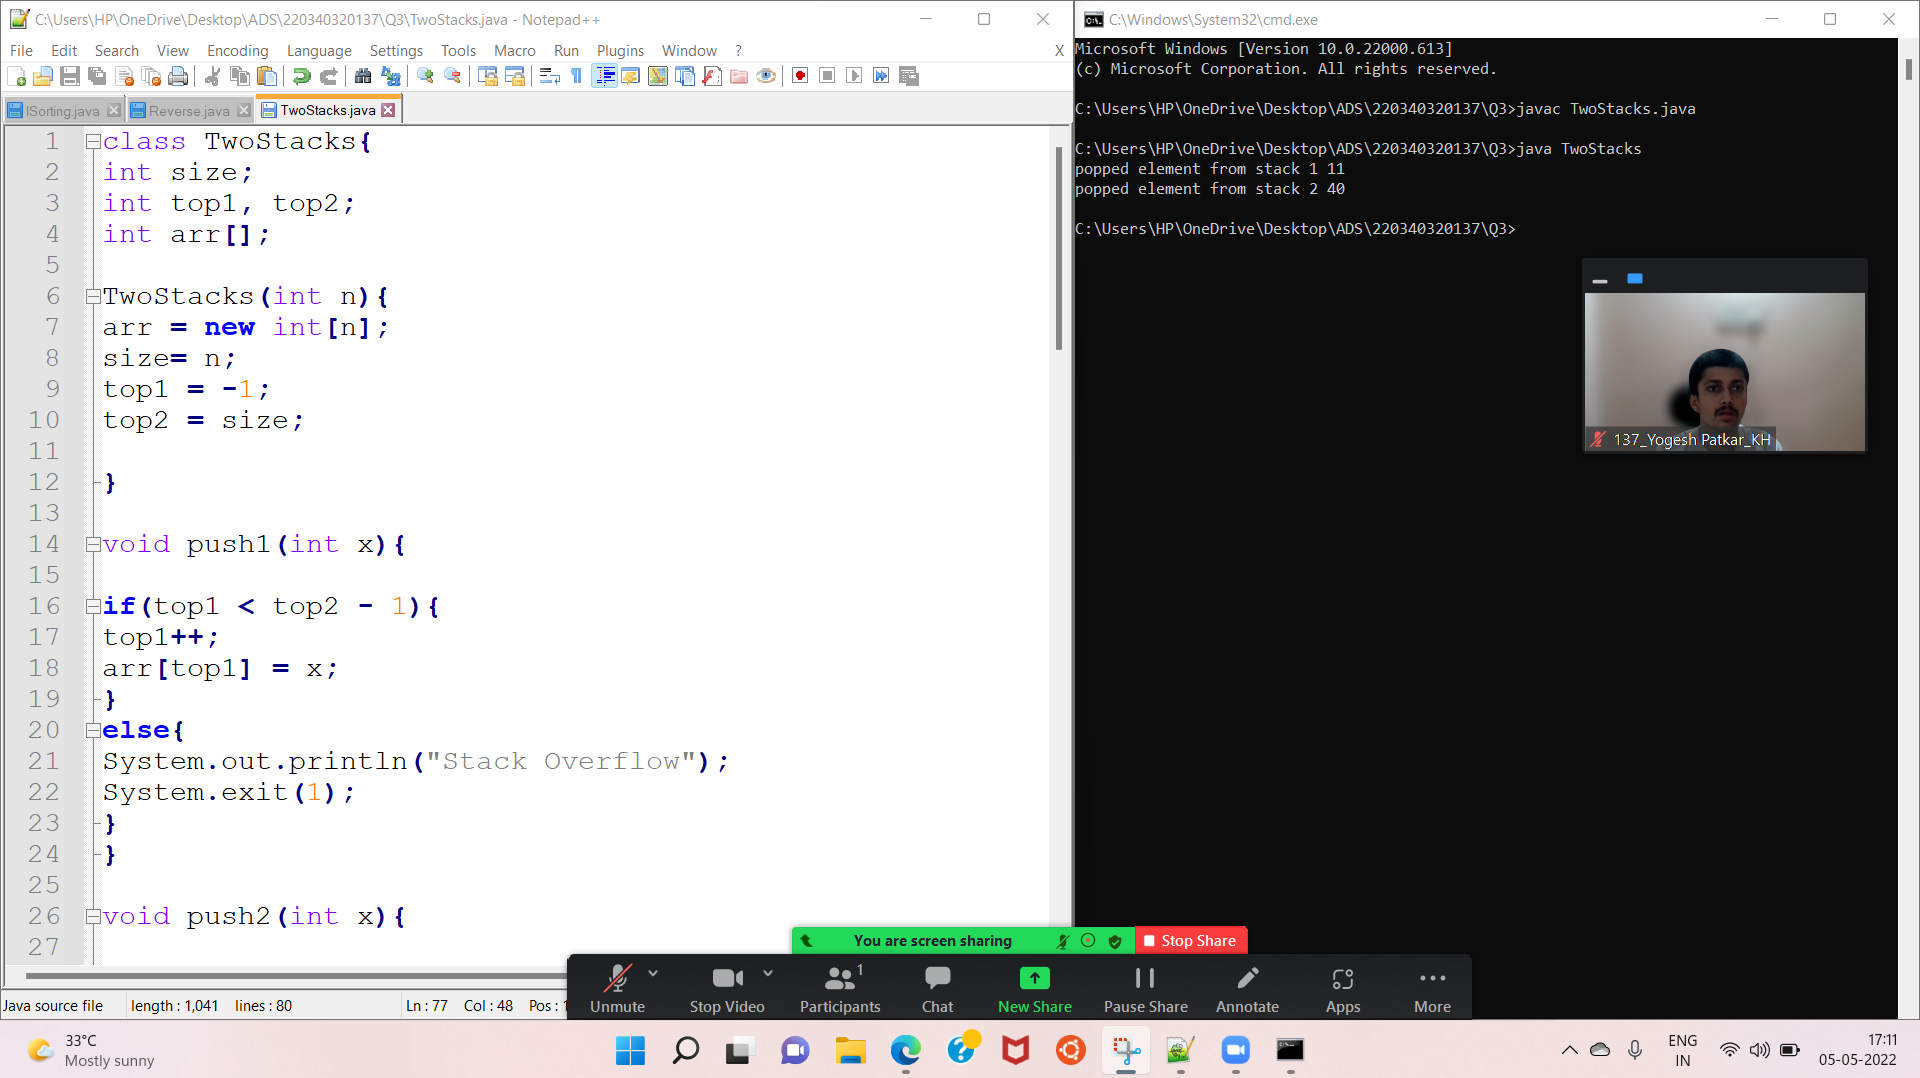 C:\Users\HP\OneDrive\Desktop\ADS\220340320137\Q3\TwoStacks.java - Notepad++
File Edit Search View Encoding Language Settings Tools Macro Run Plugins Window ? X
ISorting.java Reverse.java TwoStacks.java
1 class TwoStacks{
2 int size;
3 int top1, top2;
4 int arr[];
5
6 TwoStacks(int n){
7 arr = new int[n];
8 size= n;
9 top1 = -1;
10 top2 = size;
11
12 }
13
14 void push1(int x){
15
16 if(top1 < top2 - 1){
17 top1++;
18 arr[top1] = x;
19 }
20 else{
21 System.out.println("Stack Overflow");
22 System.exit(1);
23 }
24 }
25
26 void push2(int x){
27
Java source file length : 1,041 lines : 80 Ln : 77 Col : 48 Pos : 1
C:\Windows\System32\cmd.exe
Microsoft Windows [Version 10.0.22000.613]
(c) Microsoft Corporation. All rights reserved.
C:\Users\HP\OneDrive\Desktop\ADS\220340320137\Q3>javac TwoStacks.java
C:\Users\HP\OneDrive\Desktop\ADS\220340320137\Q3>java TwoStacks
popped element from stack 1 11
popped element from stack 2 40
C:\Users\HP\OneDrive\Desktop\ADS\220340320137\Q3>
137_Yogesh Patkar_KH
You are screen sharing Stop Share
Unmute Stop Video Participants 1 Chat New Share Pause Share Annotate Apps More
33°C
Mostly sunny
ENG
IN
17:11
05-05-2022